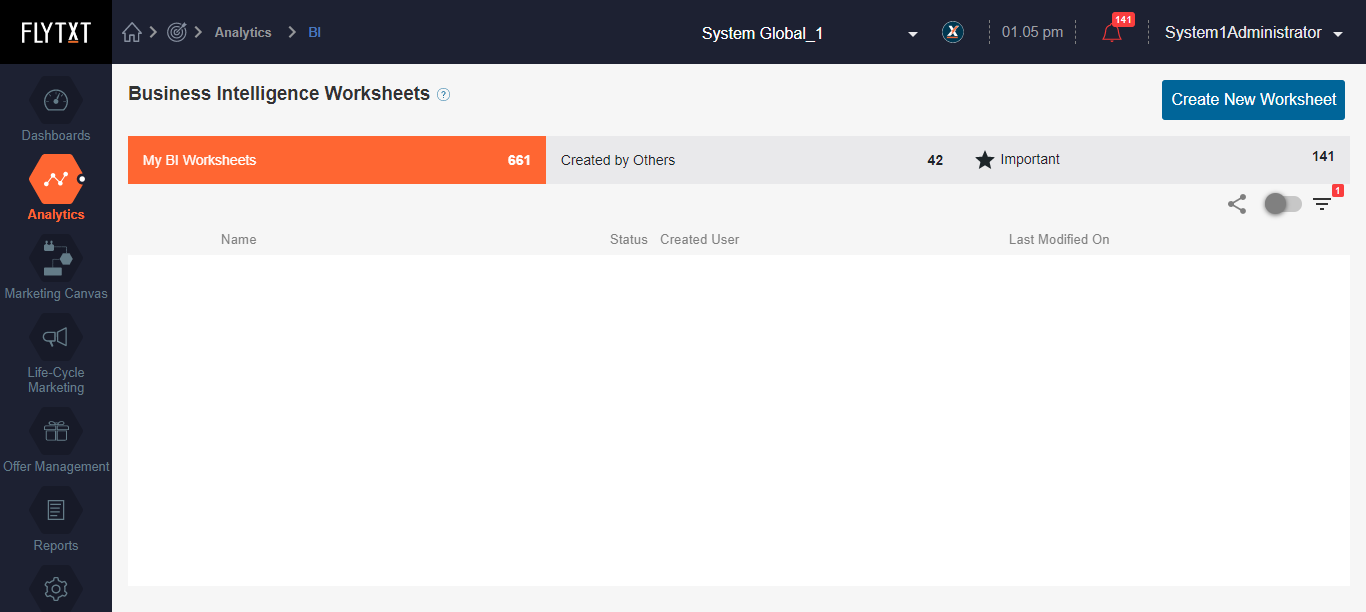 FLYTXT
Analytics
BI
System Global_1
X
01.05 pm
141
System1Administrator
Dashboards
Analytics
Marketing Canvas
Life-Cycle
Marketing
Offer Management
Reports
Business Intelligence Worksheets ?
Create New Worksheet
My BI Worksheets 661
Created by Others 42
Important 141
1
Name Status Created User Last Modified On